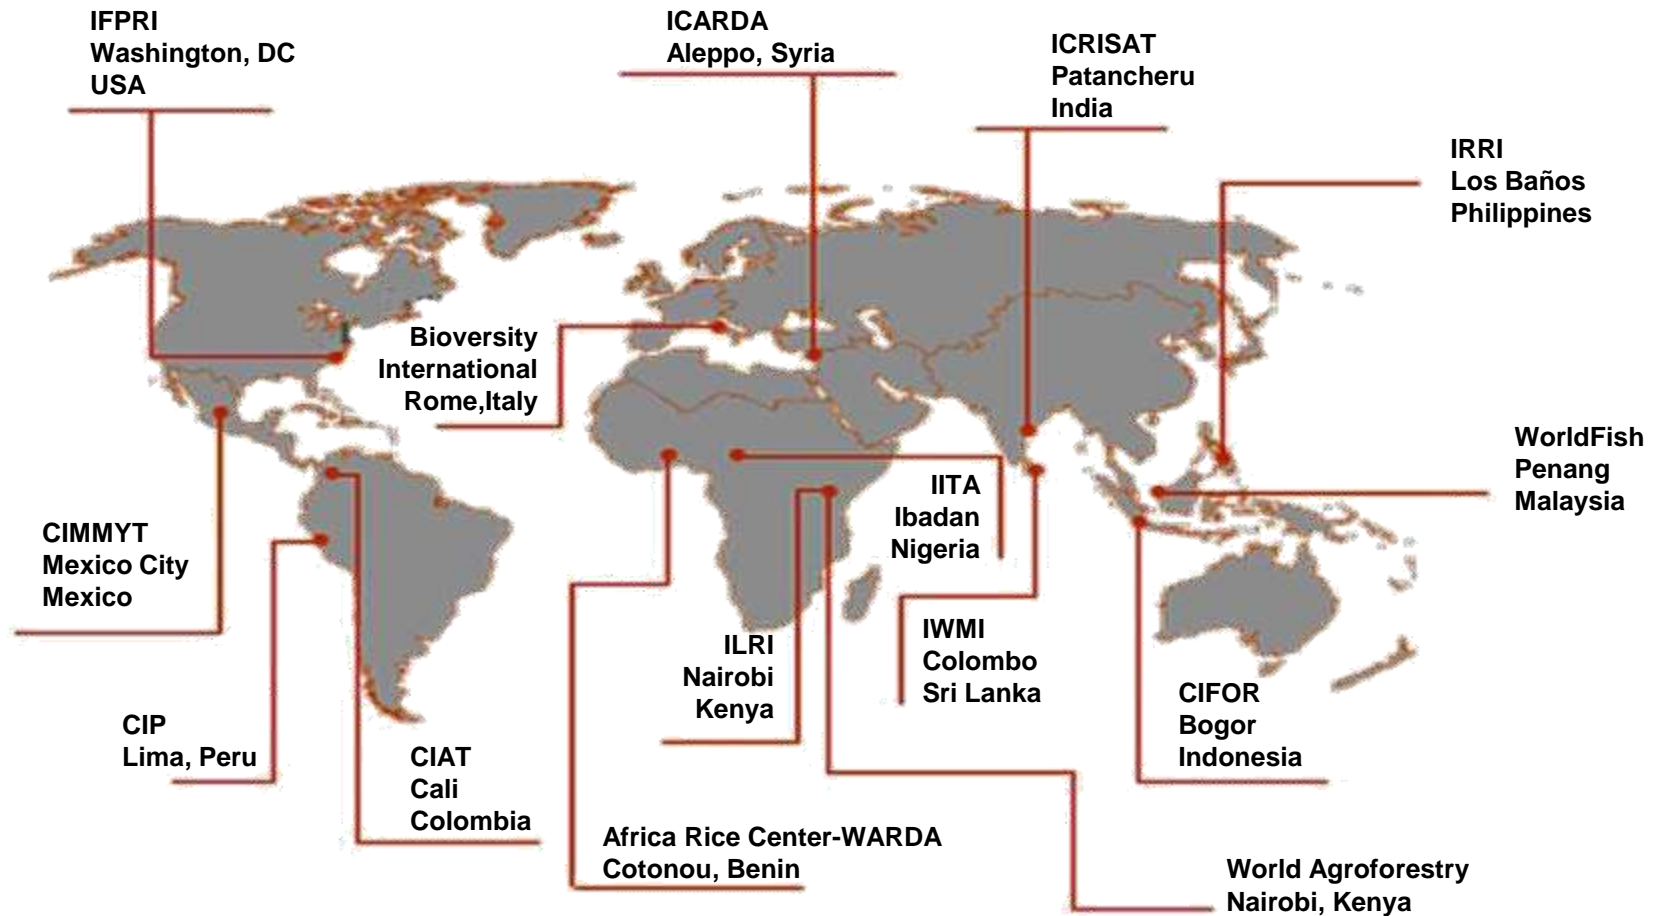 IFPRI
Washington, DC
USA
ICARDA
Aleppo, Syria
ICRISAT
Patancheru
India
IRRI
Los Baños
Philippines
Bioversity
International
Rome,Italy
WorldFish
Penang
Malaysia
IITA
Ibadan
Nigeria
CIMMYT
Mexico City
Mexico
IWMI
Colombo
Sri Lanka
ILRI
Nairobi
Kenya
CIFOR
Bogor
Indonesia
CIP
Lima, Peru
CIAT
Cali
Colombia
Africa Rice Center-WARDA
Cotonou, Benin
World Agroforestry
Nairobi, Kenya